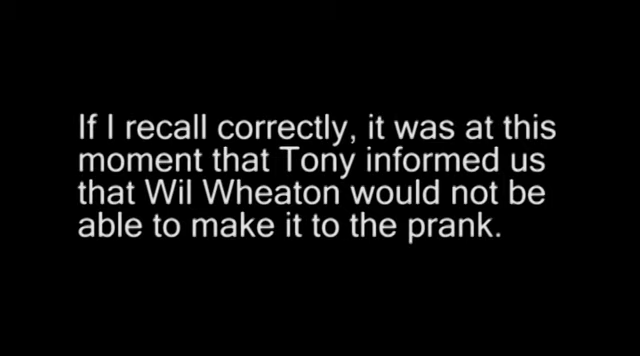 If I recall correctly, it was at this
moment that Tony informed us
that Wil Wheaton would not be
able to make it to the prank.